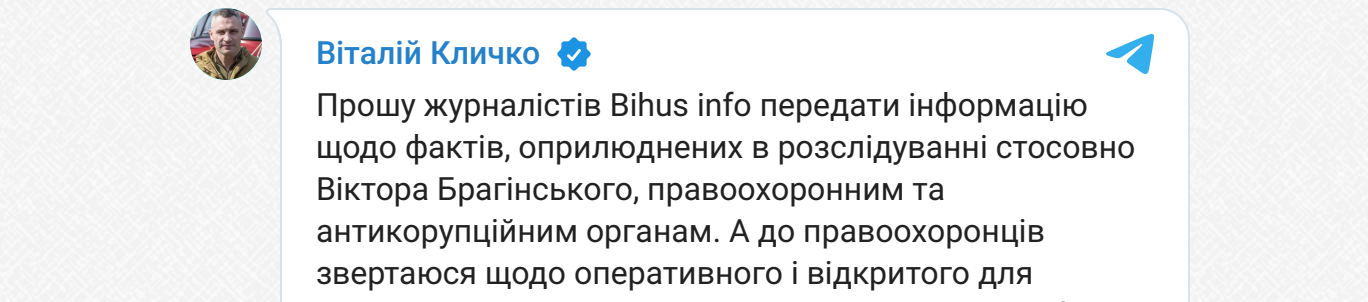 Віталій Кличко
Прошу журналістів Bihus info передати інформацію
щодо фактів, оприлюднених в розслідуванні стосовно
Віктора Брагінського, правоохоронним та
антикорупційним органам. А до правоохоронців
звертаюся щодо оперативного і відкритого для